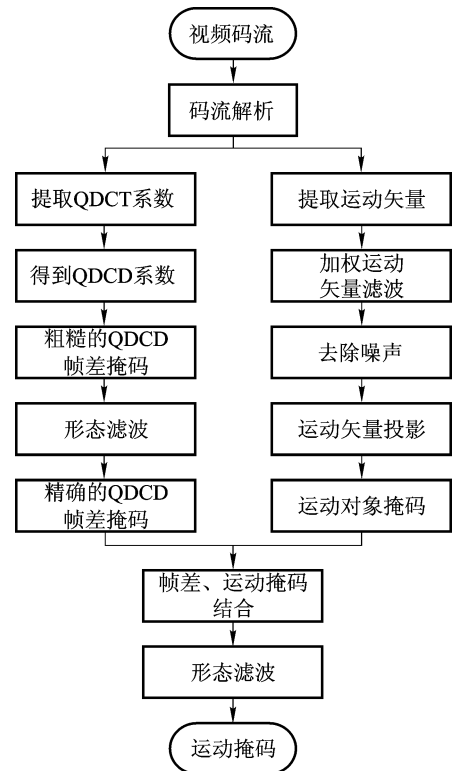 视频码流
码流解析
提取QDCT系数
得到QDCD系数
粗糙的QDCD
帧差掩码
形态滤波
精确的QDCD
帧差掩码
提取运动矢量
加权运动
矢量滤波
去除噪声
运动矢量投影
运动对象掩码
帧差、运动掩码
结合
形态滤波
运动掩码